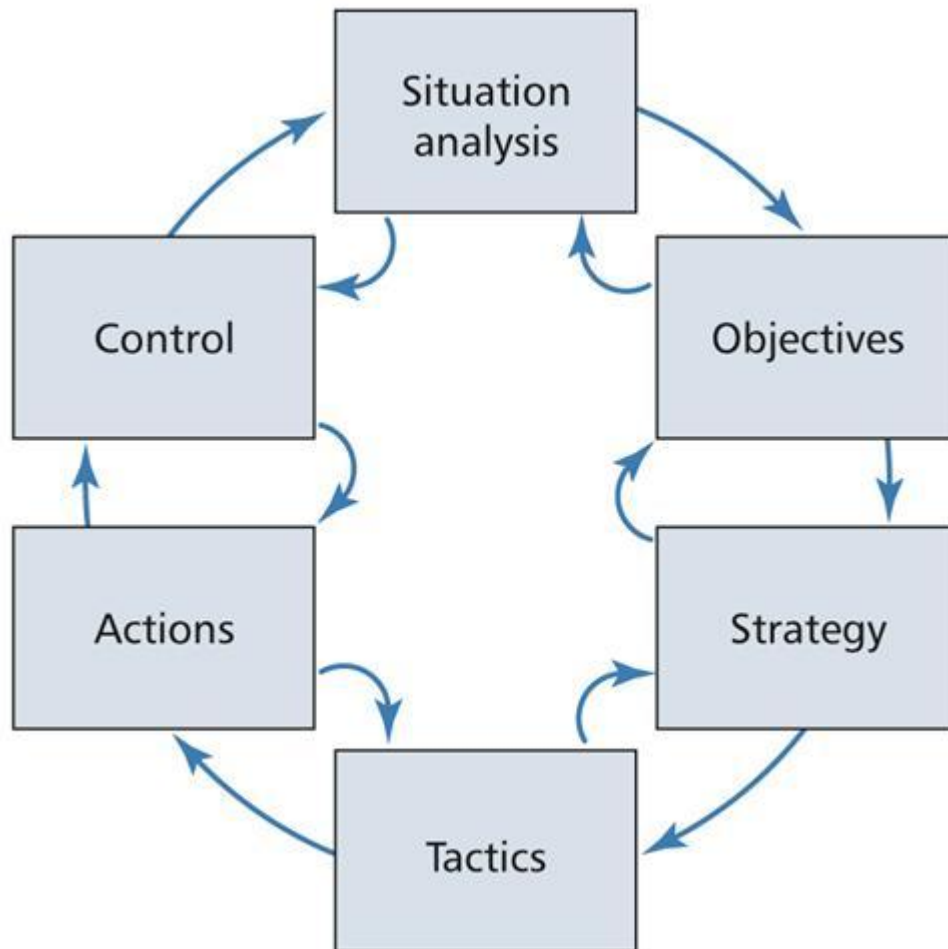 Situation
analysis
Objectives
Strategy
Tactics
Actions
Control